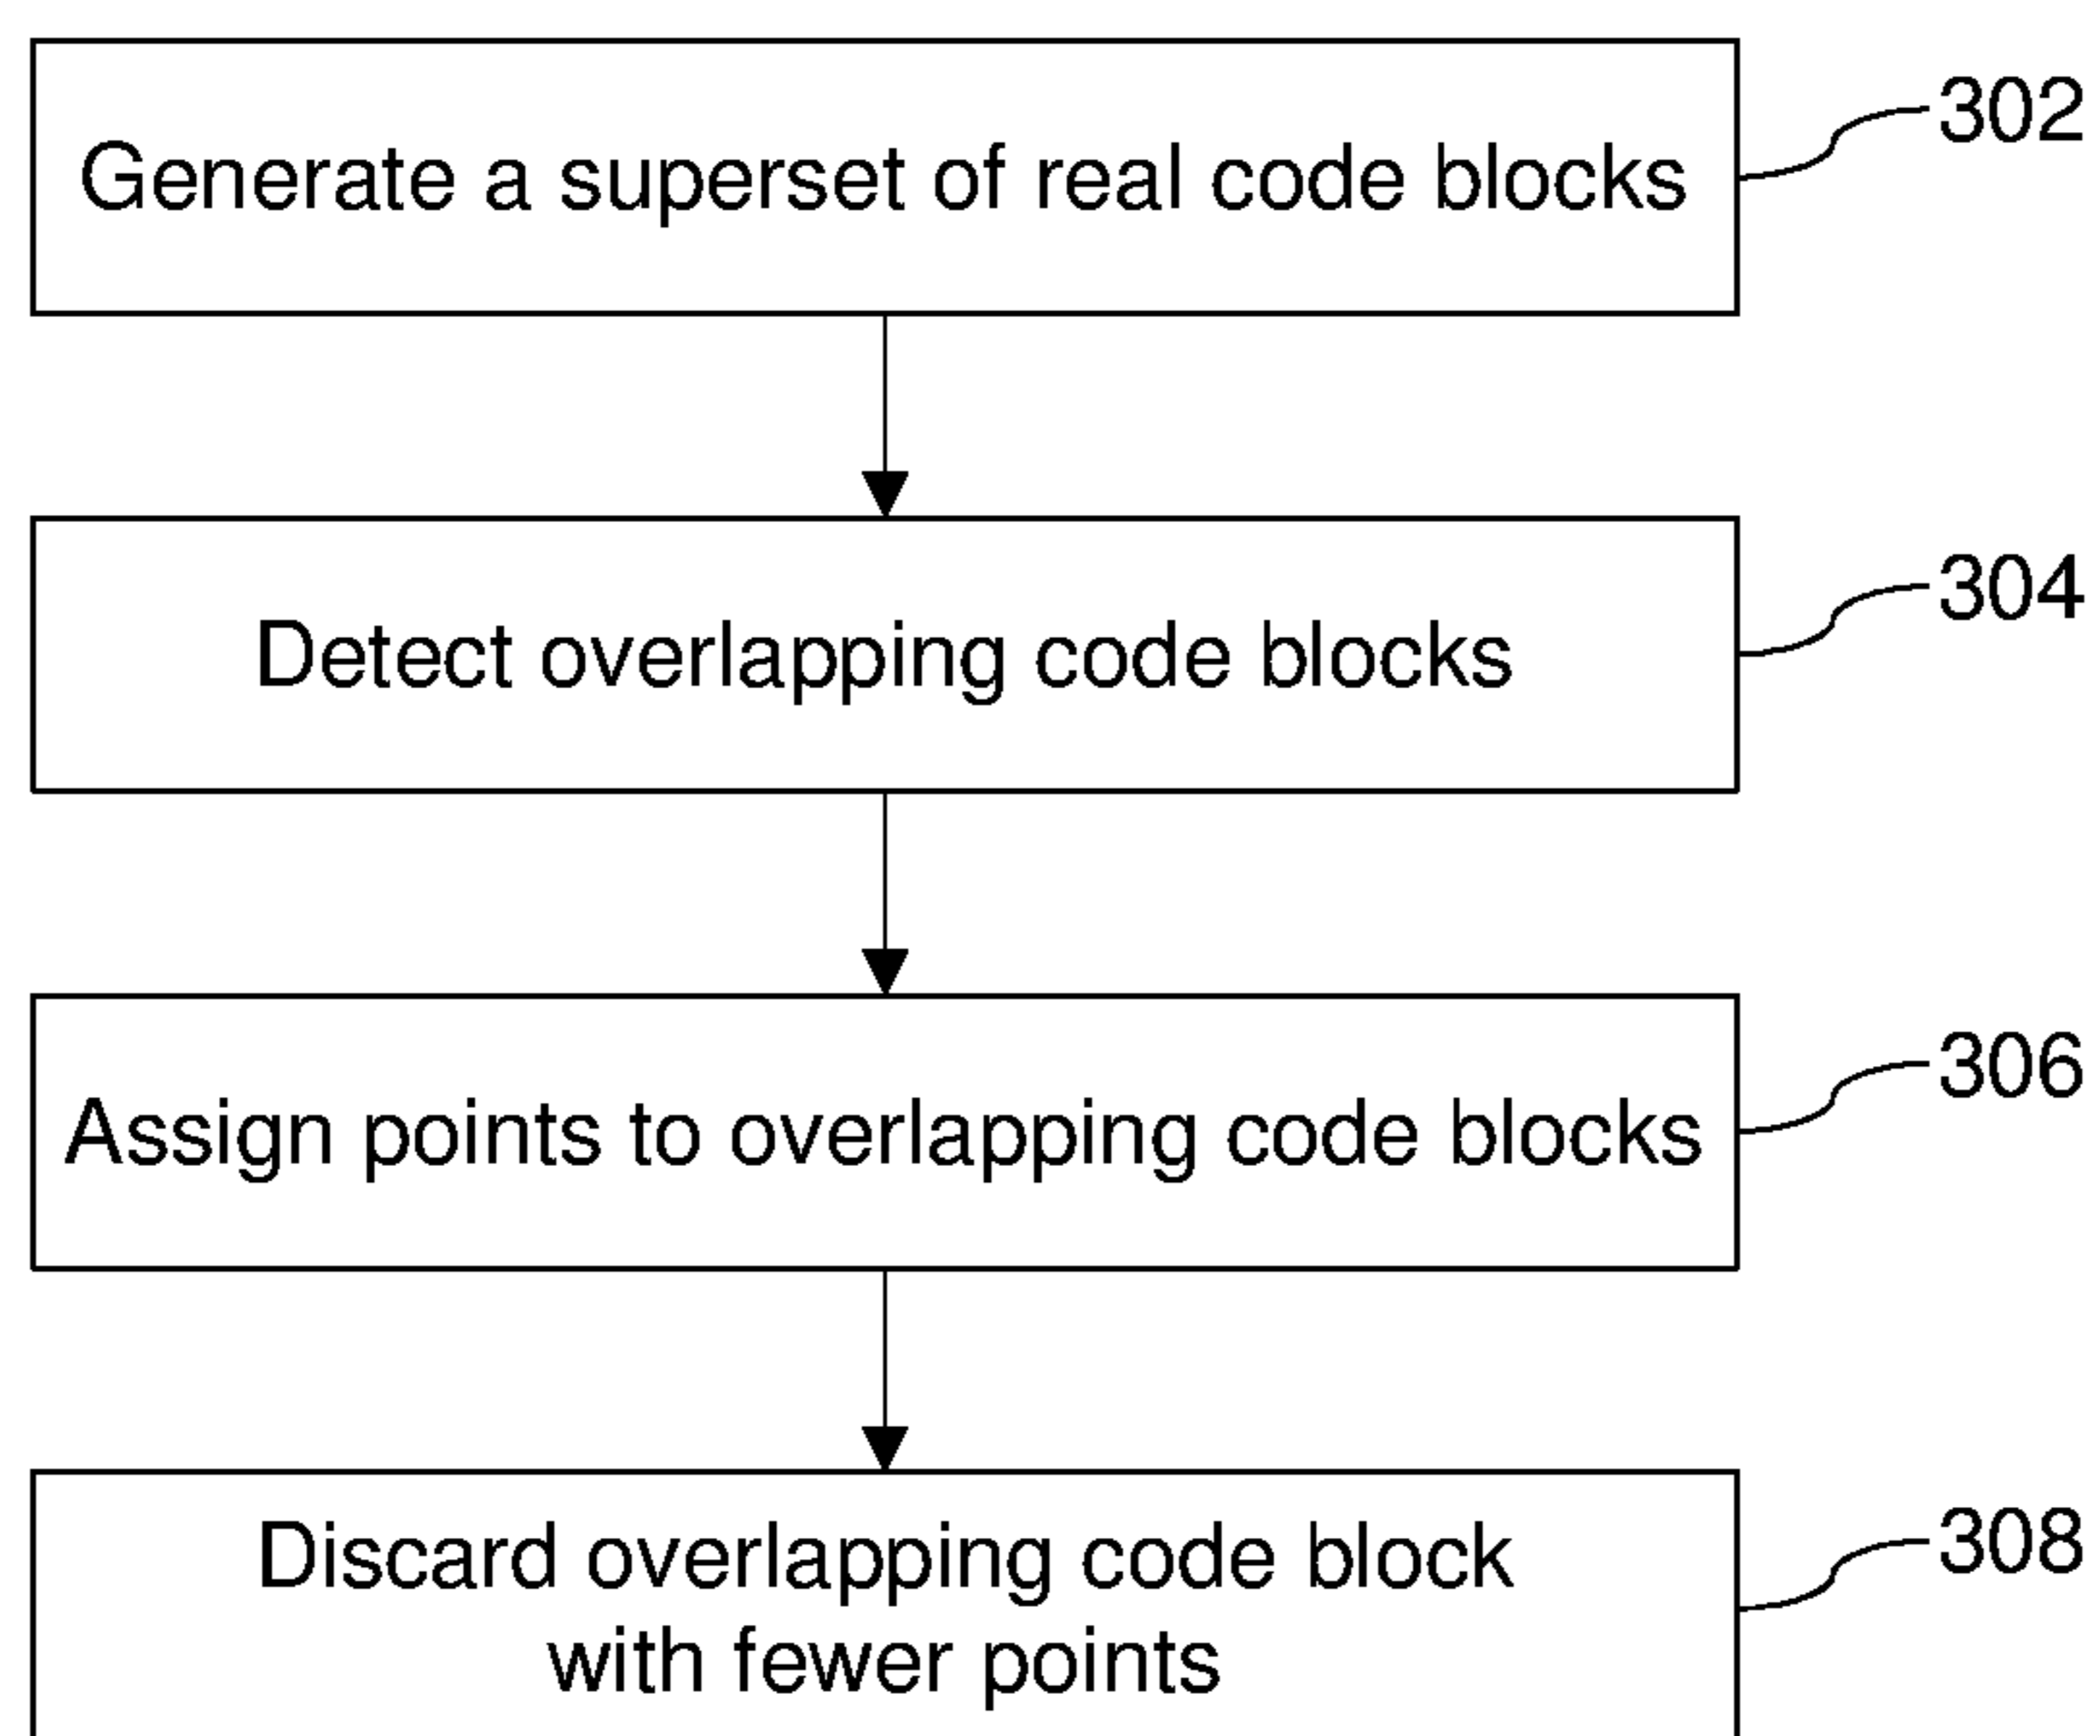 Generate a superset of real code blocks
302
Detect overlapping code blocks
304
Assign points to overlapping code blocks
306
Discard overlapping code block
with fewer points
308